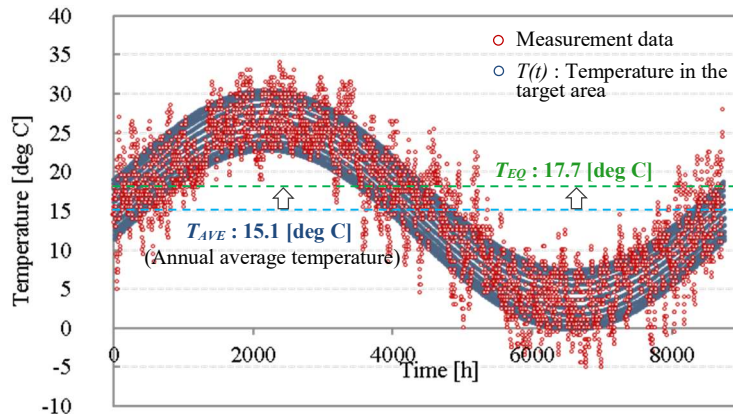 40
35
30
25
20
15
10
5
0
-5
-10
Temperature [deg C]
Measurement data
T(t) : Temperature in the
target area
TEQ : 17.7 [deg C]
TAVE : 15.1 [deg C]
(Annual average temperature)
0 2000 4000 6000 8000
Time [h]